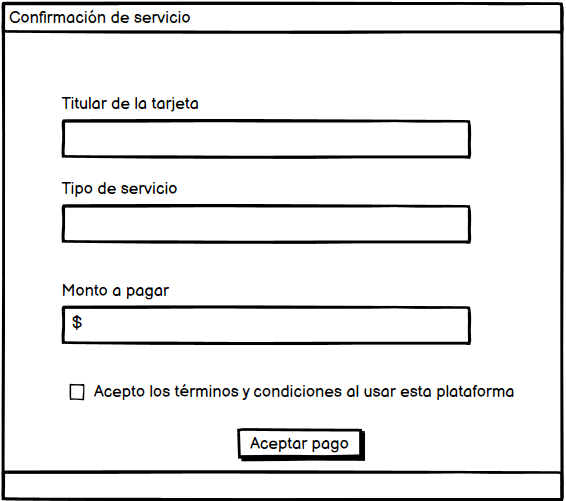 Confirmación de servicio
Titular de la tarjeta
Tipo de servicio
Monto a pagar
$
Acepto los términos y condiciones al usar esta plataforma
Aceptar pago